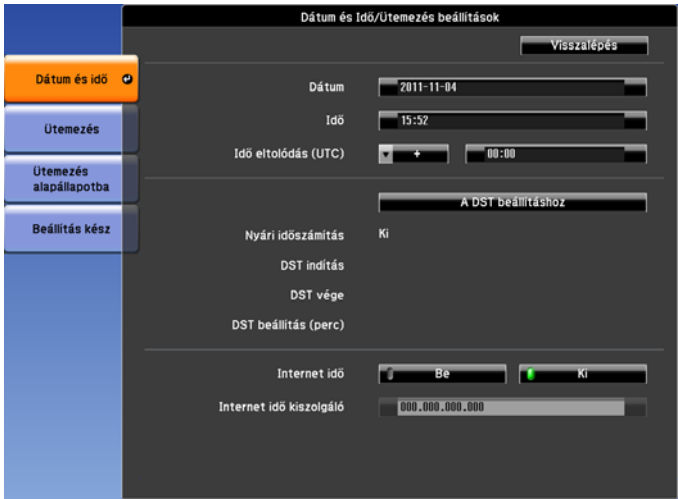 Dátum és Idő/Ütemezés beállítások
Visszalépés
Dátum és idő
Ütemezés
Ütemezés
alapállapotba
Beállítás kész
Dátum 2011-11-04
Idő 15:52
Idő eltolódás (UTC) + 00:00
A DST beállításhoz
Nyári időszámítás Ki
DST indítás
DST vége
DST beállítás (perc)
Internet idő Be Ki
Internet idő kiszolgáló 000.000.000.000